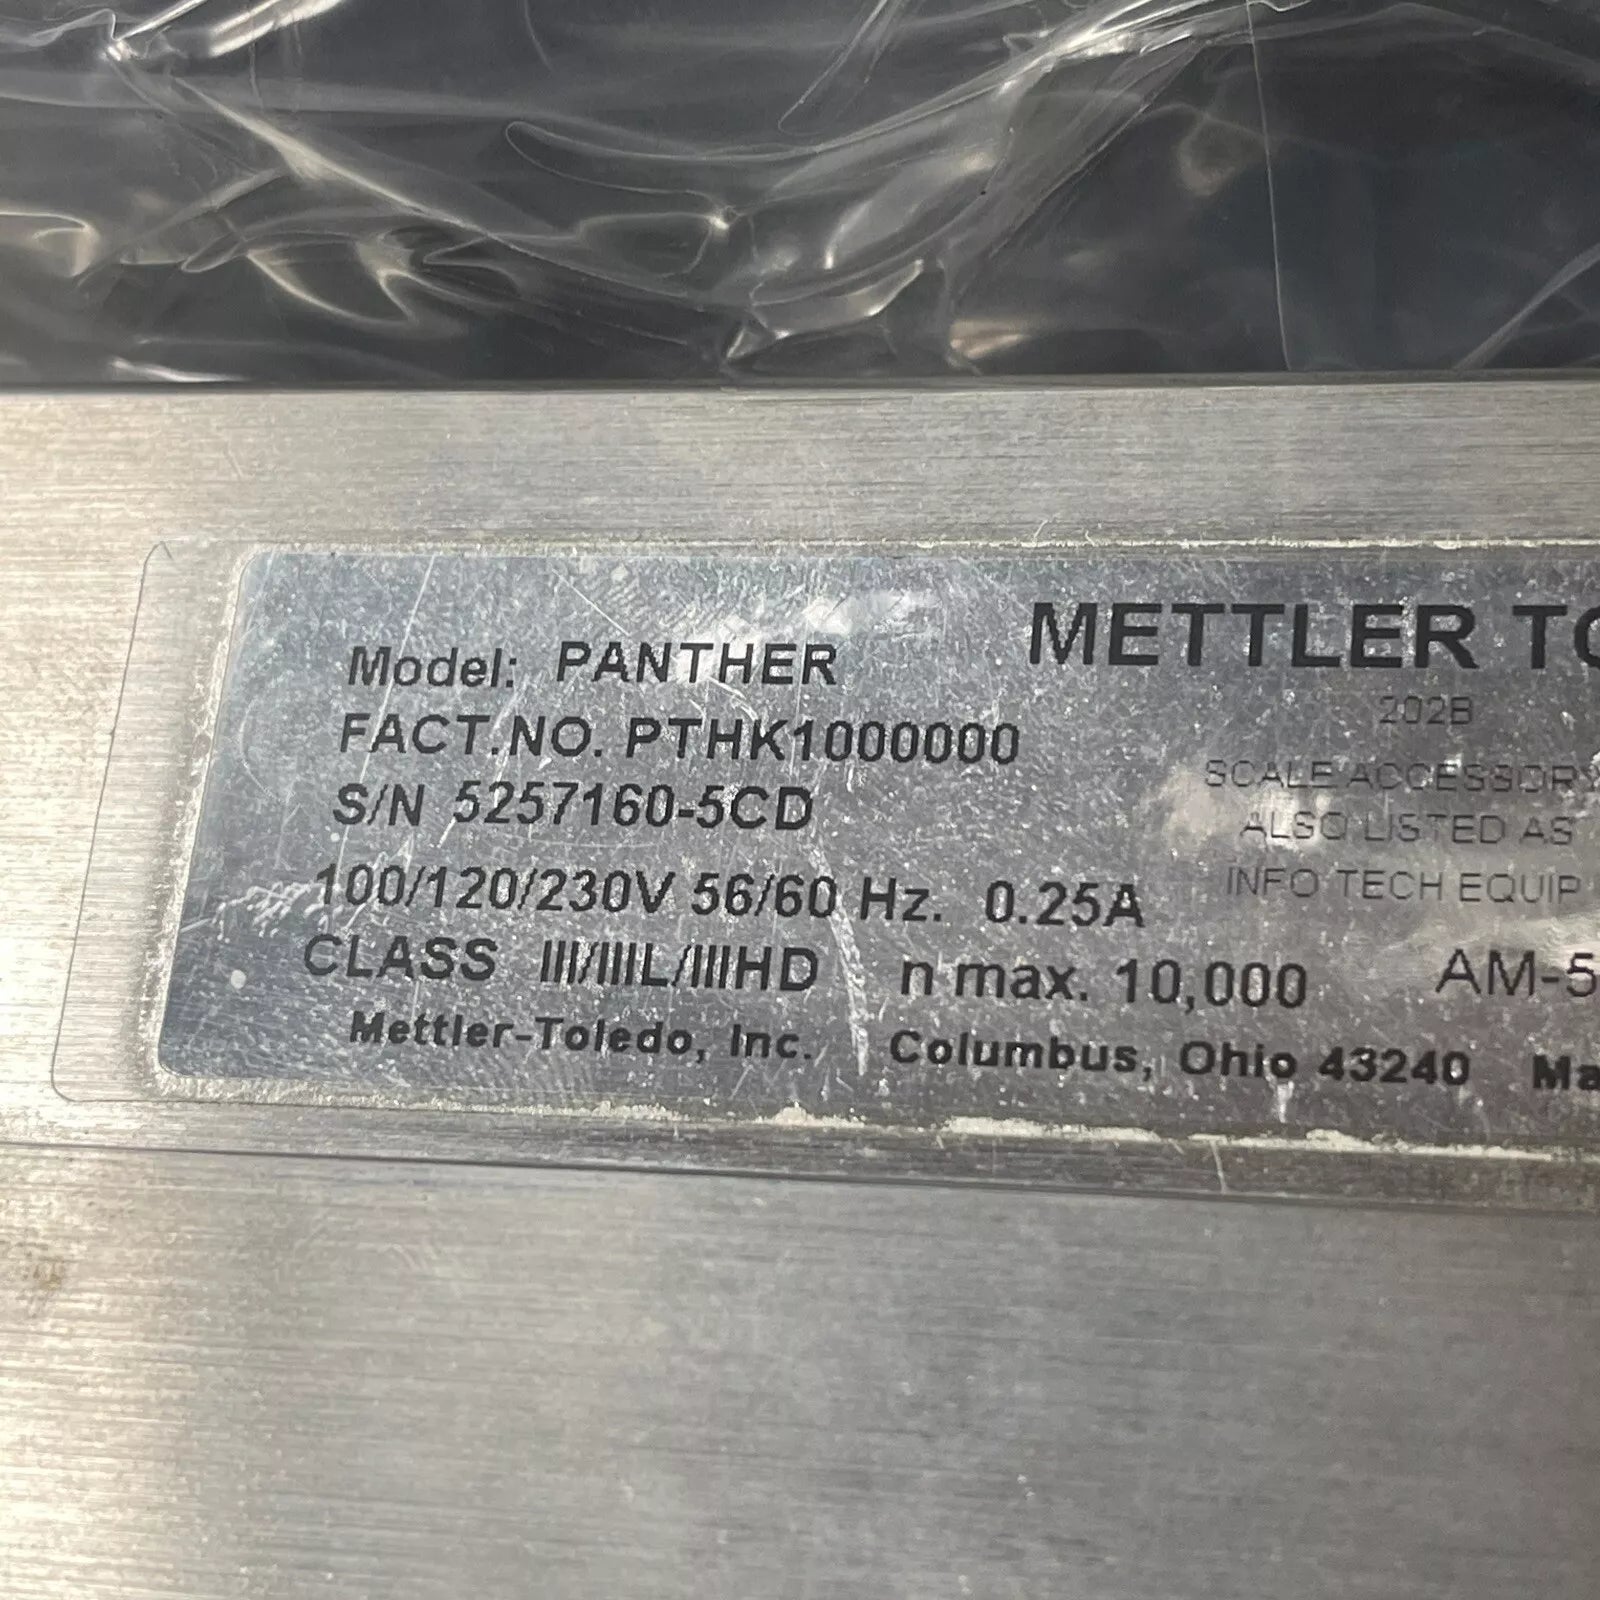 Model: PANTHER
METTLER TO
FACT.NO. PTHK1000000
202B
S/N 5257160-5CD
SCALE ACCESSORY
ALSO LISTED AS
100/120/230V 56/60 Hz. 0.25A
INFO TECH EQUIP
CLASS III/IIIL/IIIHD n max. 10,000
AM-5
Mettler-Toledo, Inc. Columbus, Ohio 43240 Ma